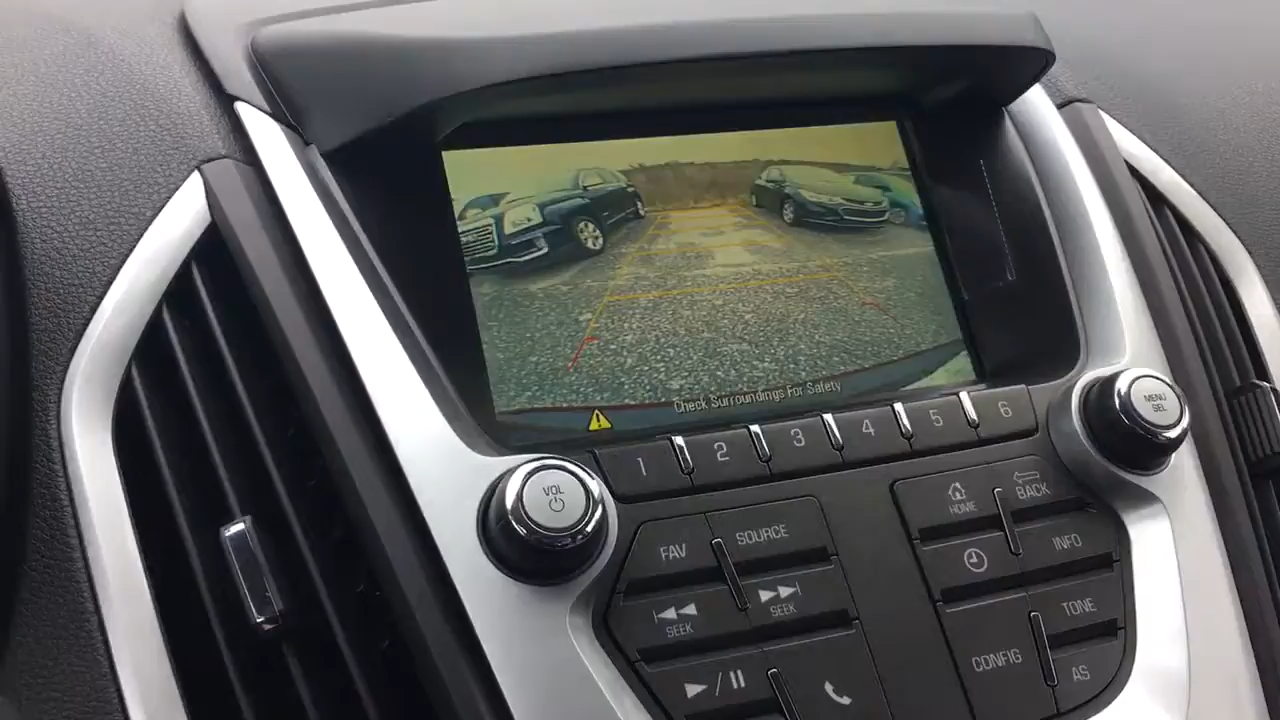 Check Surroundings For Safety
1 2 3 4 5 6
VOL
MENU
SEL
FAV
SOURCE
HOME
BACK
INFO
SEEK
SEEK
TONE
CONFIG
AS